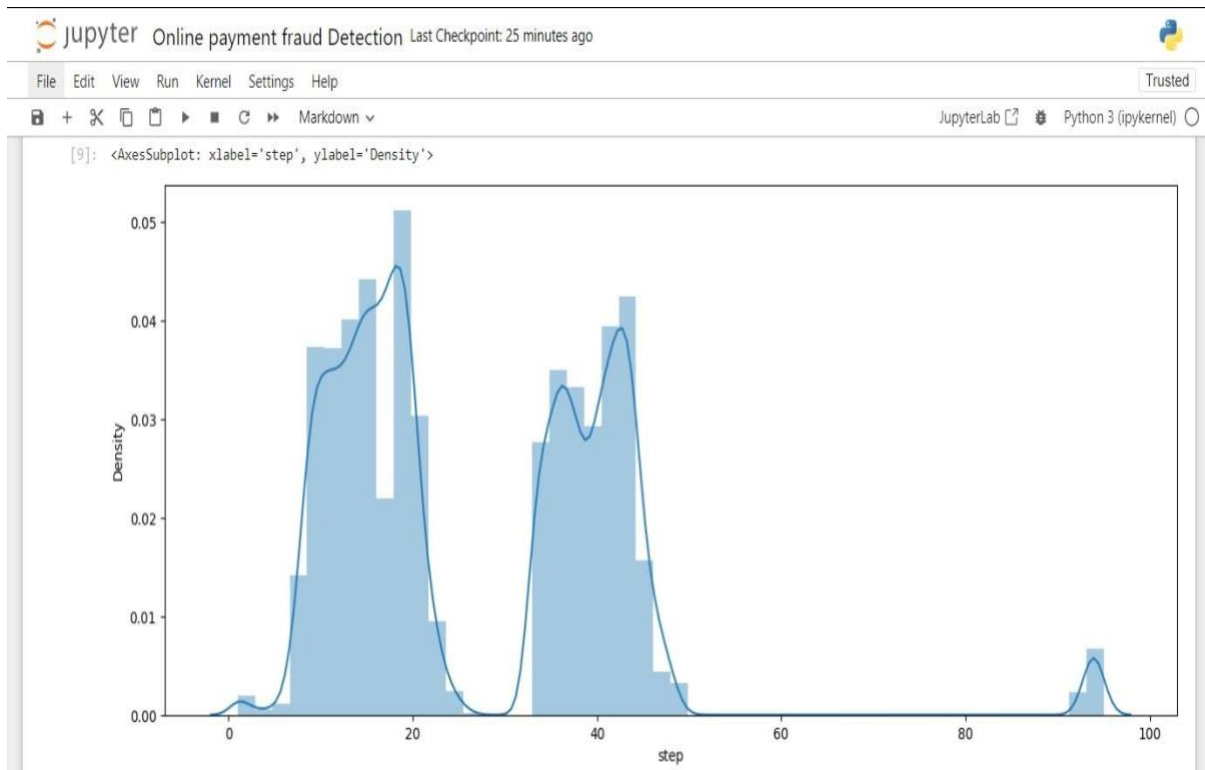 jupyter Online payment fraud Detection Last Checkpoint: 25 minutes ago
File Edit View Run Kernel Settings Help Trusted
Markdown JupyterLab Python 3 (ipykernel)
[9]: <AxesSubplot: xlabel='step', ylabel='Density'>
0.05
0.04
0.03
Density
0.02
0.01
0.00
0 20 40 60 80 100
step